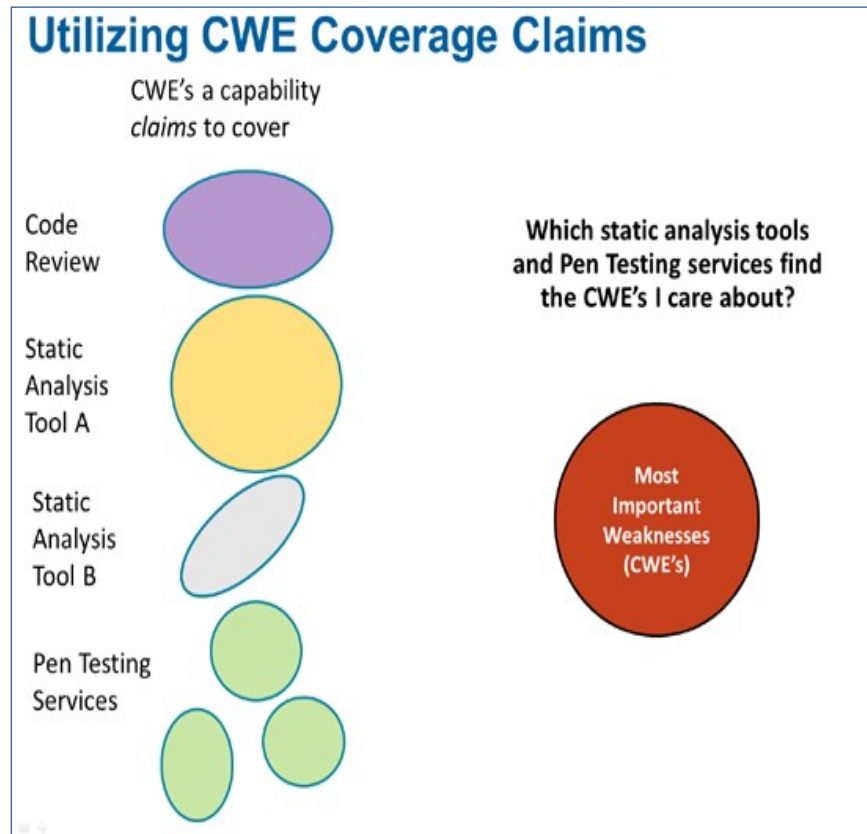 Utilizing CWE Coverage Claims
CWE's a capability
claims to cover
Code
Review
Static
Analysis
Tool A
Static
Analysis
Tool B
Pen Testing
Services
Which static analysis tools
and Pen Testing services find
the CWE's I care about?
Most
Important
Weaknesses
(CWE's)